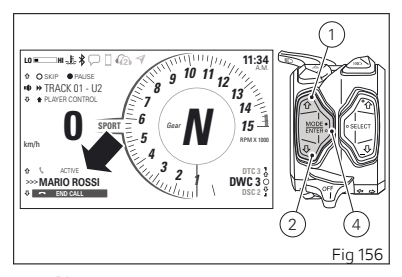 LO HI
11:34
A.M.
SKIP PAUSE
TRACK 01 - U2
PLAYER CONTROL
0
km/h
SPORT
Gear
N
1
2
3
4
5
6
7
8
9
10
11
12
13
14
15
RPM X 1000
ACTIVE
>>> MARIO ROSSI
END CALL
DTC 3
DWC 3
DSC 2
MODE
ENTER
SELECT
OFF
1
2
4
Fig 156